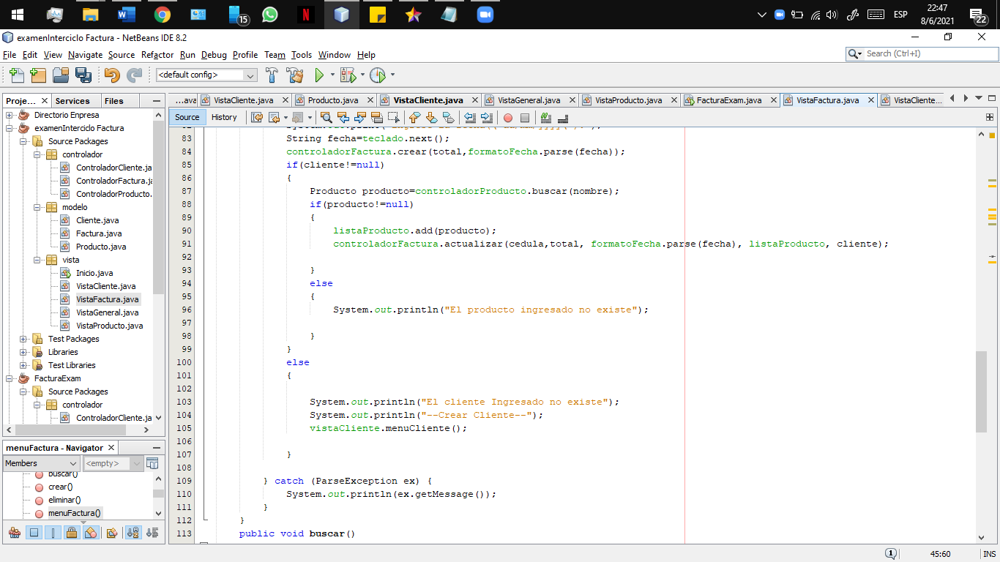 15
ESP
22:47
8/6/2021
22
examenInterciclo Factura - NetBeans IDE 8.2
File Edit View Navigate Source Refactor Run Debug Profile Team Tools Window Help
Search (Ctrl+I)
<default config>
Proje... Services Files
...ava VistaCliente.java Producto.java VistaCliente.java VistaGeneral.java VistaProducto.java FacturaExam.java VistaFactura.java VistaCliente...
Source History
Directorio Enpresa
examenInterciclo Factura
Source Packages
controlador
ControladorCliente.ja
ControladorFactura.ja
ControladorProducto.
modelo
Cliente.java
Factura.java
Producto.java
vista
Inicio.java
VistaCliente.java
VistaFactura.java
VistaGeneral.java
VistaProducto.java
Test Packages
Libraries
Test Libraries
FacturaExam
Source Packages
controlador
ControladorCliente.ja
menuFactura - Navigator
Members <empty>
buscar()
crear()
eliminar()
menuFactura()
83 String fecha=teclado.next();
84 controladorFactura.crear(total,formatoFecha.parse(fecha));
85 if(cliente!=null)
86 {
87 Producto producto=controladorProducto.buscar(nombre);
88 if(producto!=null)
89 {
90 listaProducto.add(producto);
91 controladorFactura.actualizar(cedula,total, formatoFecha.parse(fecha), listaProducto, cliente);
92
93 }
94 else
95 {
96 System.out.println("El producto ingresado no existe");
97
98 }
99 }
100 else
101 {
102
103 System.out.println("El cliente Ingresado no existe");
104 System.out.println("--Crear Cliente--");
105 vistaCliente.menuCliente();
106
107 }
108
109 } catch (ParseException ex) {
110 System.out.println(ex.getMessage());
111 }
112 }
113 public void buscar()
1
45:60
INS